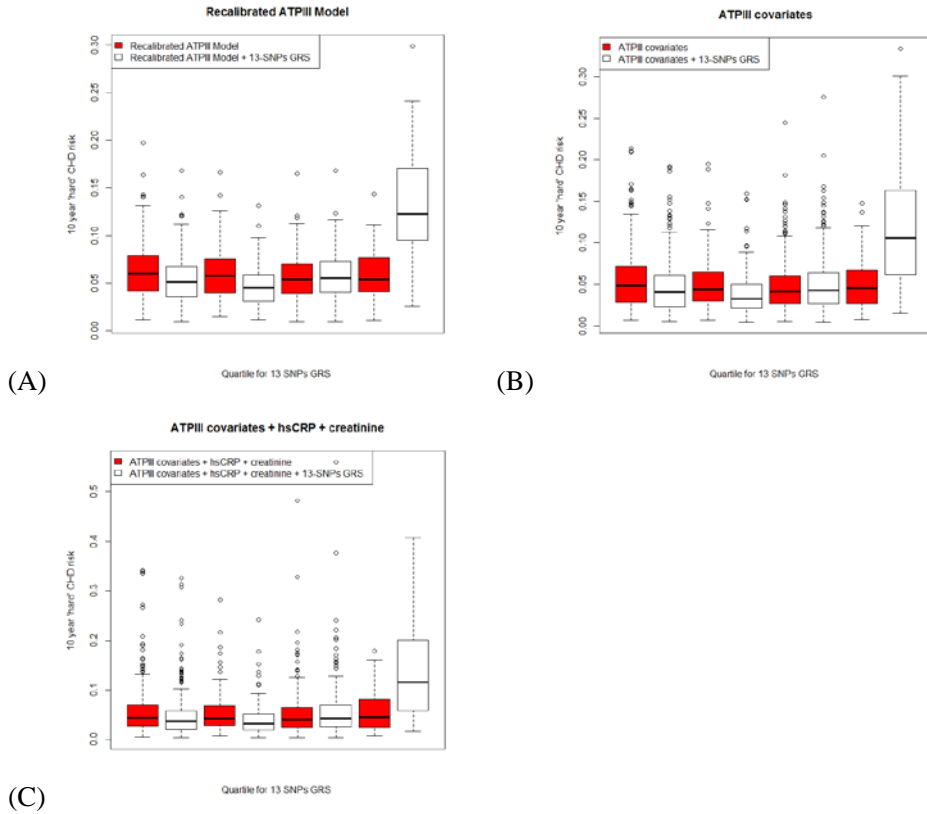 Recalibrated ATPIII Model
Recalibrated ATPIII Model
Recalibrated ATPIII Model + 13-SNPs GRS
10 year 'hard' CHD risk
0.30
0.25
0.20
0.15
0.10
0.05
0.00
Quartile for 13 SNPs GRS
(A)
ATPIII covariates
ATPIII covariates
ATPIII covariates + 13-SNPs GRS
10 year 'hard' CHD risk
0.30
0.25
0.20
0.15
0.10
0.05
0.00
Quartile for 13 SNPs GRS
(B)
ATPIII covariates + hsCRP + creatinine
ATPIII covariates + hsCRP + creatinine
ATPIII covariates + hsCRP + creatinine + 13-SNPs GRS
10 year 'hard' CHD risk
0.5
0.4
0.3
0.2
0.1
0.0
Quartile for 13 SNPs GRS
(C)